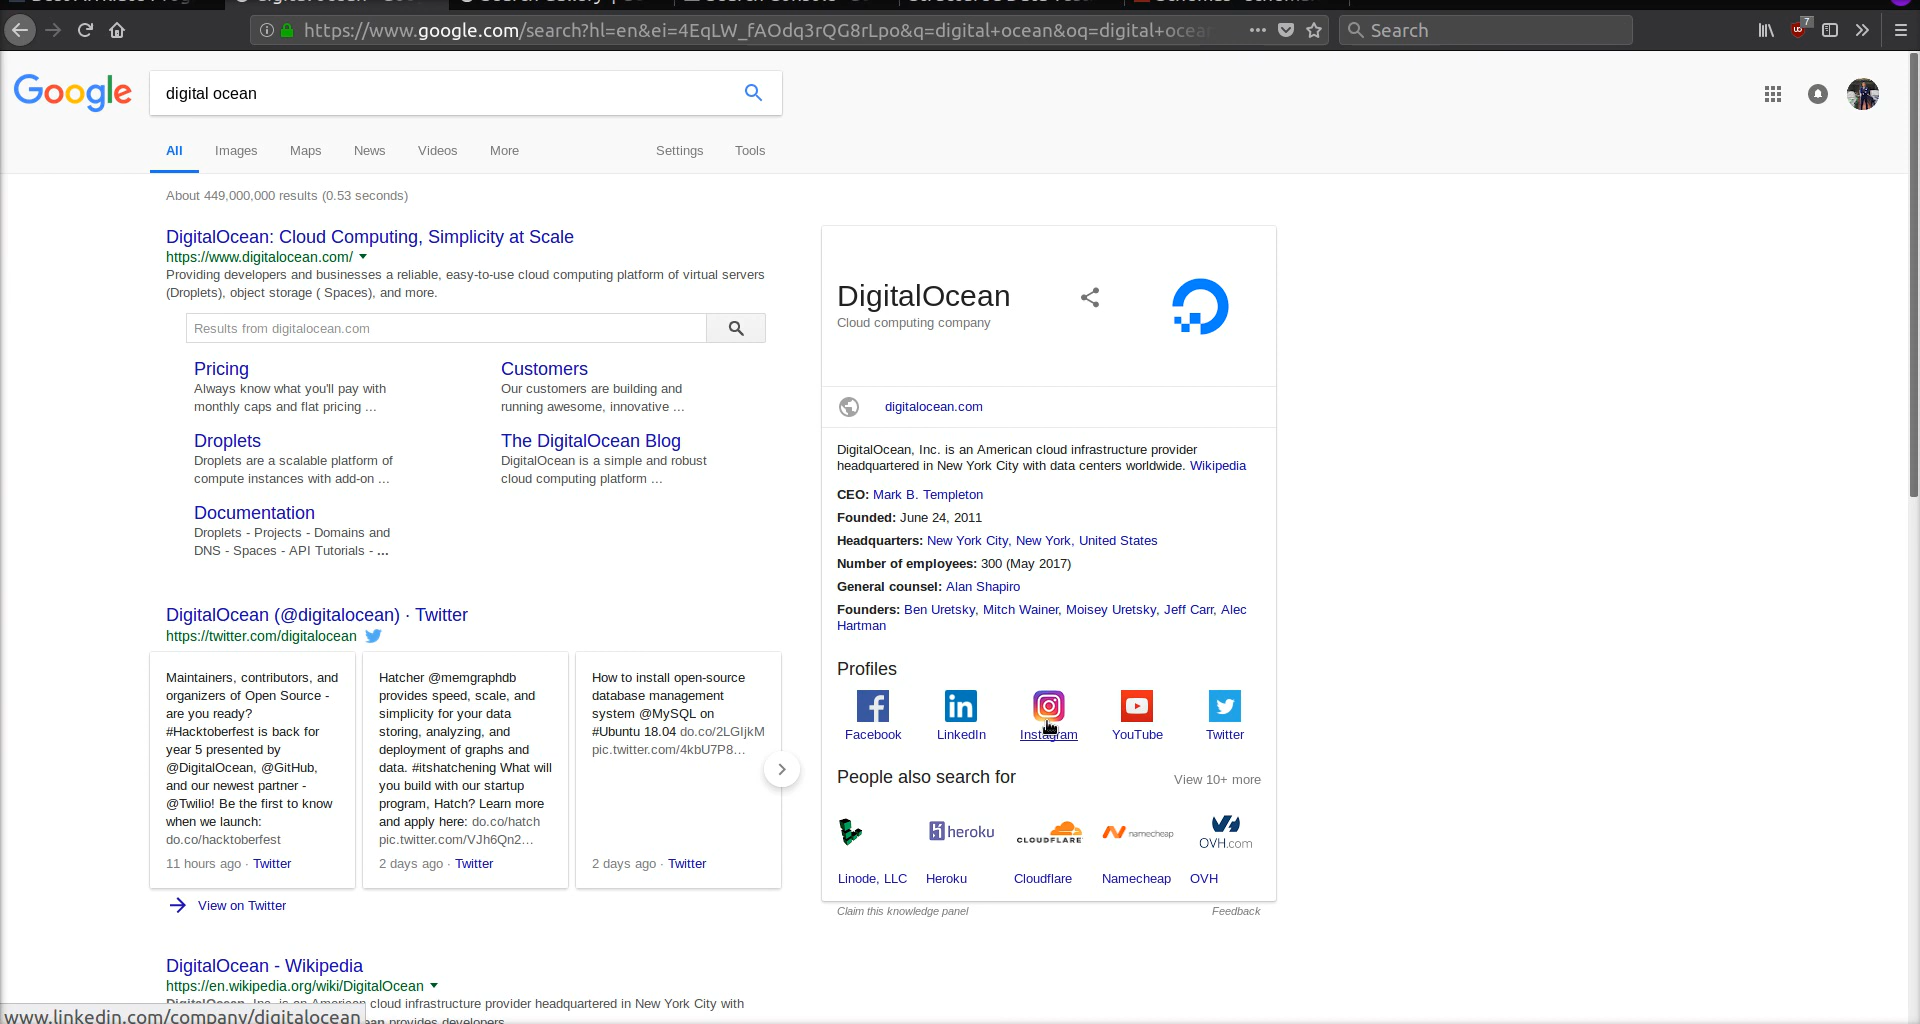 https://www.google.com/search?hl=en&ei=4EqLW_fAOdq3rQG8rLpo&q=digital+ocean&oq=digital+ocean
Search
7
Google
digital ocean
All
Images
Maps
News
Videos
More
Settings
Tools
About 449,000,000 results (0.53 seconds)
DigitalOcean: Cloud Computing, Simplicity at Scale
https://www.digitalocean.com/
Providing developers and businesses a reliable, easy-to-use cloud computing platform of virtual servers
(Droplets), object storage ( Spaces), and more.
Results from digitalocean.com
Pricing
Always know what you'll pay with
monthly caps and flat pricing ...
Customers
Our customers are building and
running awesome, innovative ...
Droplets
Droplets are a scalable platform of
compute instances with add-on ...
The DigitalOcean Blog
DigitalOcean is a simple and robust
cloud computing platform ...
Documentation
Droplets - Projects - Domains and
DNS - Spaces - API Tutorials - ...
DigitalOcean (@digitalocean) · Twitter
https://twitter.com/digitalocean
Maintainers, contributors, and
organizers of Open Source -
are you ready?
#Hacktoberfest is back for
year 5 presented by
@DigitalOcean, @GitHub,
and our newest partner -
@Twilio! Be the first to know
when we launch:
do.co/hacktoberfest
11 hours ago · Twitter
Hatcher @memgraphdb
provides speed, scale, and
simplicity for your data
storing, analyzing, and
deployment of graphs and
data. #itshatchening What will
you build with our startup
program, Hatch? Learn more
and apply here: do.co/hatch
pic.twitter.com/VJh6Qn2...
2 days ago · Twitter
How to install open-source
database management
system @MySQL on
#Ubuntu 18.04 do.co/2LGIjkM
pic.twitter.com/4kbU7P8...
2 days ago · Twitter
View on Twitter
DigitalOcean - Wikipedia
https://en.wikipedia.org/wiki/DigitalOcean
DigitalOcean, Inc. is an American cloud infrastructure provider headquartered in New York City with
provides developers
www.linkedin.com/company/digitalocean
DigitalOcean
Cloud computing company
digitalocean.com
DigitalOcean, Inc. is an American cloud infrastructure provider
headquartered in New York City with data centers worldwide. Wikipedia
CEO: Mark B. Templeton
Founded: June 24, 2011
Headquarters: New York City, New York, United States
Number of employees: 300 (May 2017)
General counsel: Alan Shapiro
Founders: Ben Uretsky, Mitch Wainer, Moisey Uretsky, Jeff Carr, Alec
Hartman
Profiles
Facebook
LinkedIn
Instagram
YouTube
Twitter
People also search for
View 10+ more
heroku
CLOUDFLARE
namecheap
OVH.com
Linode, LLC
Heroku
Cloudflare
Namecheap
OVH
Claim this knowledge panel
Feedback